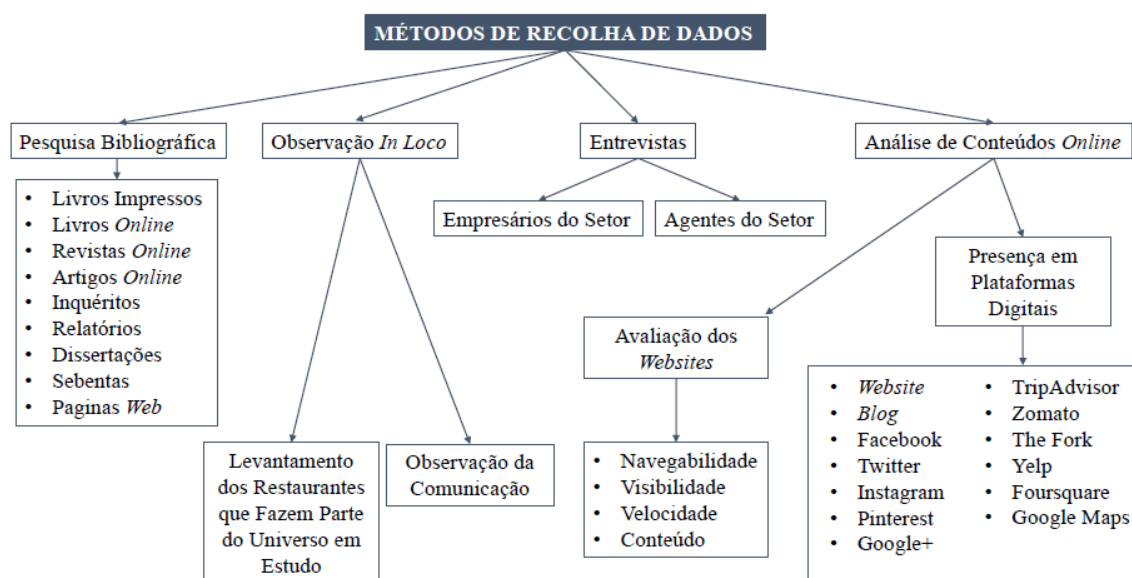 MÉTODOS DE RECOLHA DE DADOS
Pesquisa Bibliográfica
Observação In Loco
Entrevistas
Análise de Conteúdos Online
• Livros Impressos
• Livros Online
• Revistas Online
• Artigos Online
• Inquéritos
• Relatórios
• Dissertações
• Sebentas
• Paginas Web
Empresários do Setor
Agentes do Setor
Presença em
Plataformas
Digitais
Avaliação dos
Websites
Levantamento
dos Restaurantes
que Fazem Parte
do Universo em
Estudo
Observação da
Comunicação
• Navegabilidade
• Visibilidade
• Velocidade
• Conteúdo
• Website
• Blog
• Facebook
• Twitter
• Instagram
• Pinterest
• Google+
• TripAdvisor
• Zomato
• The Fork
• Yelp
• Foursquare
• Google Maps